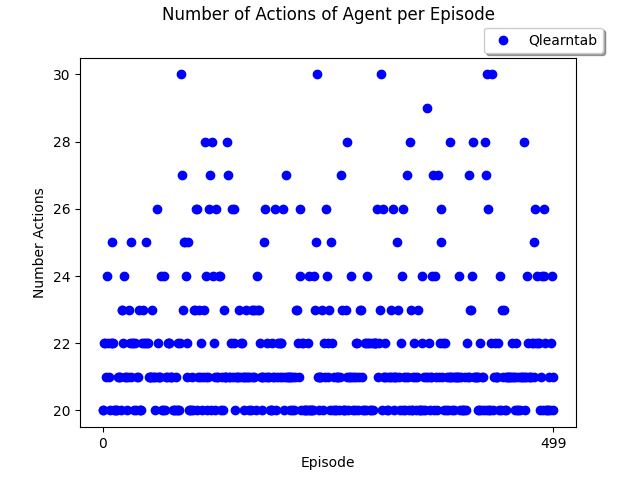 Number of Actions of Agent per Episode
Qlearntab
30
28
26
24
22
20
Number Actions
0
499
Episode